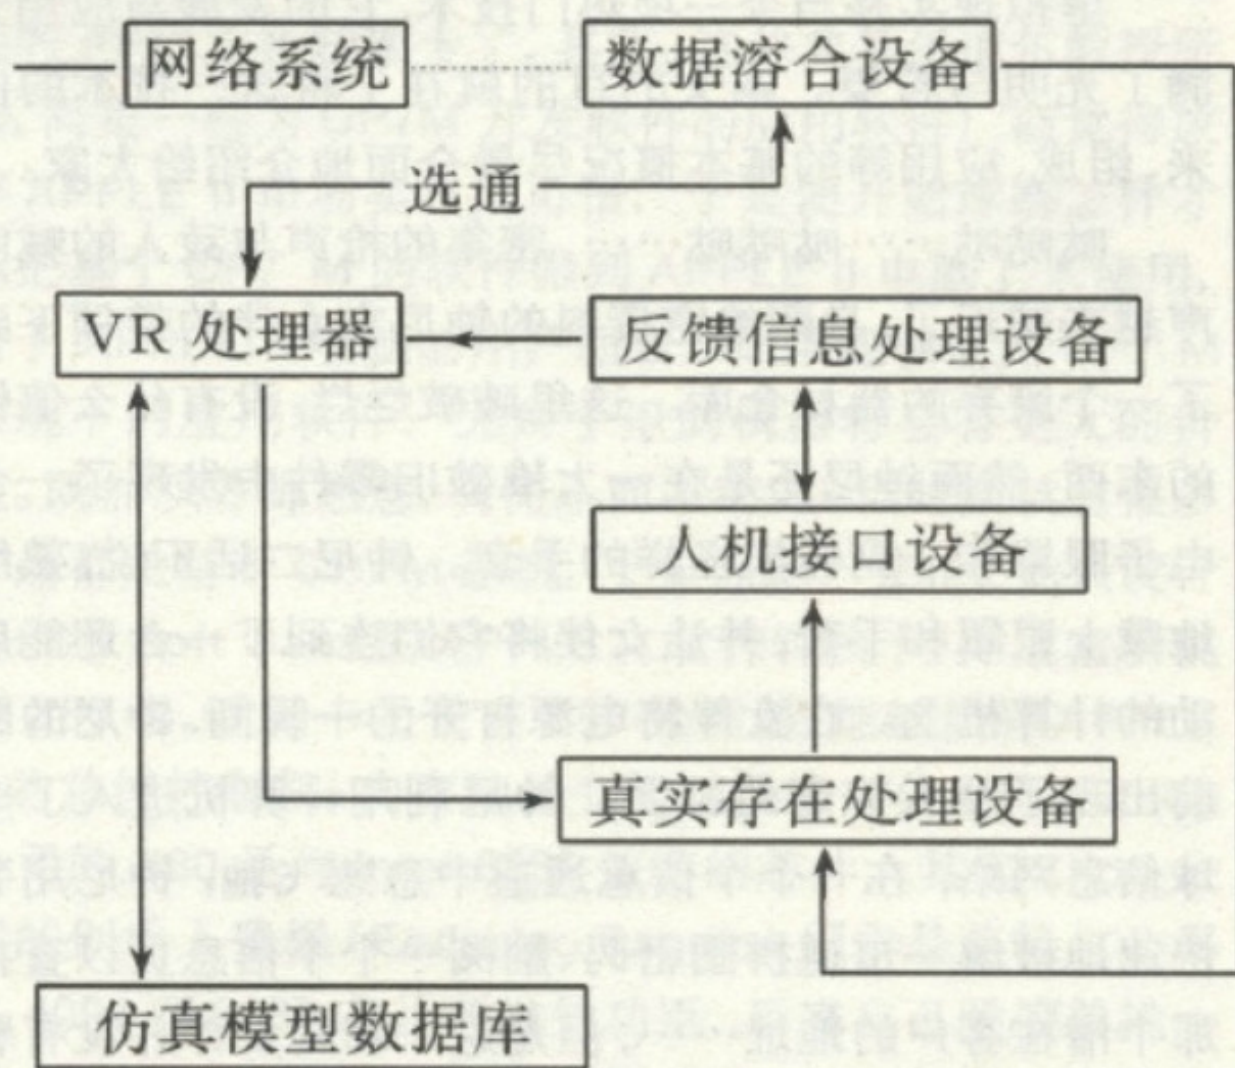 网络系统
数据溶合设备
选通
VR 处理器
反馈信息处理设备
人机接口设备
真实存在处理设备
仿真模型数据库